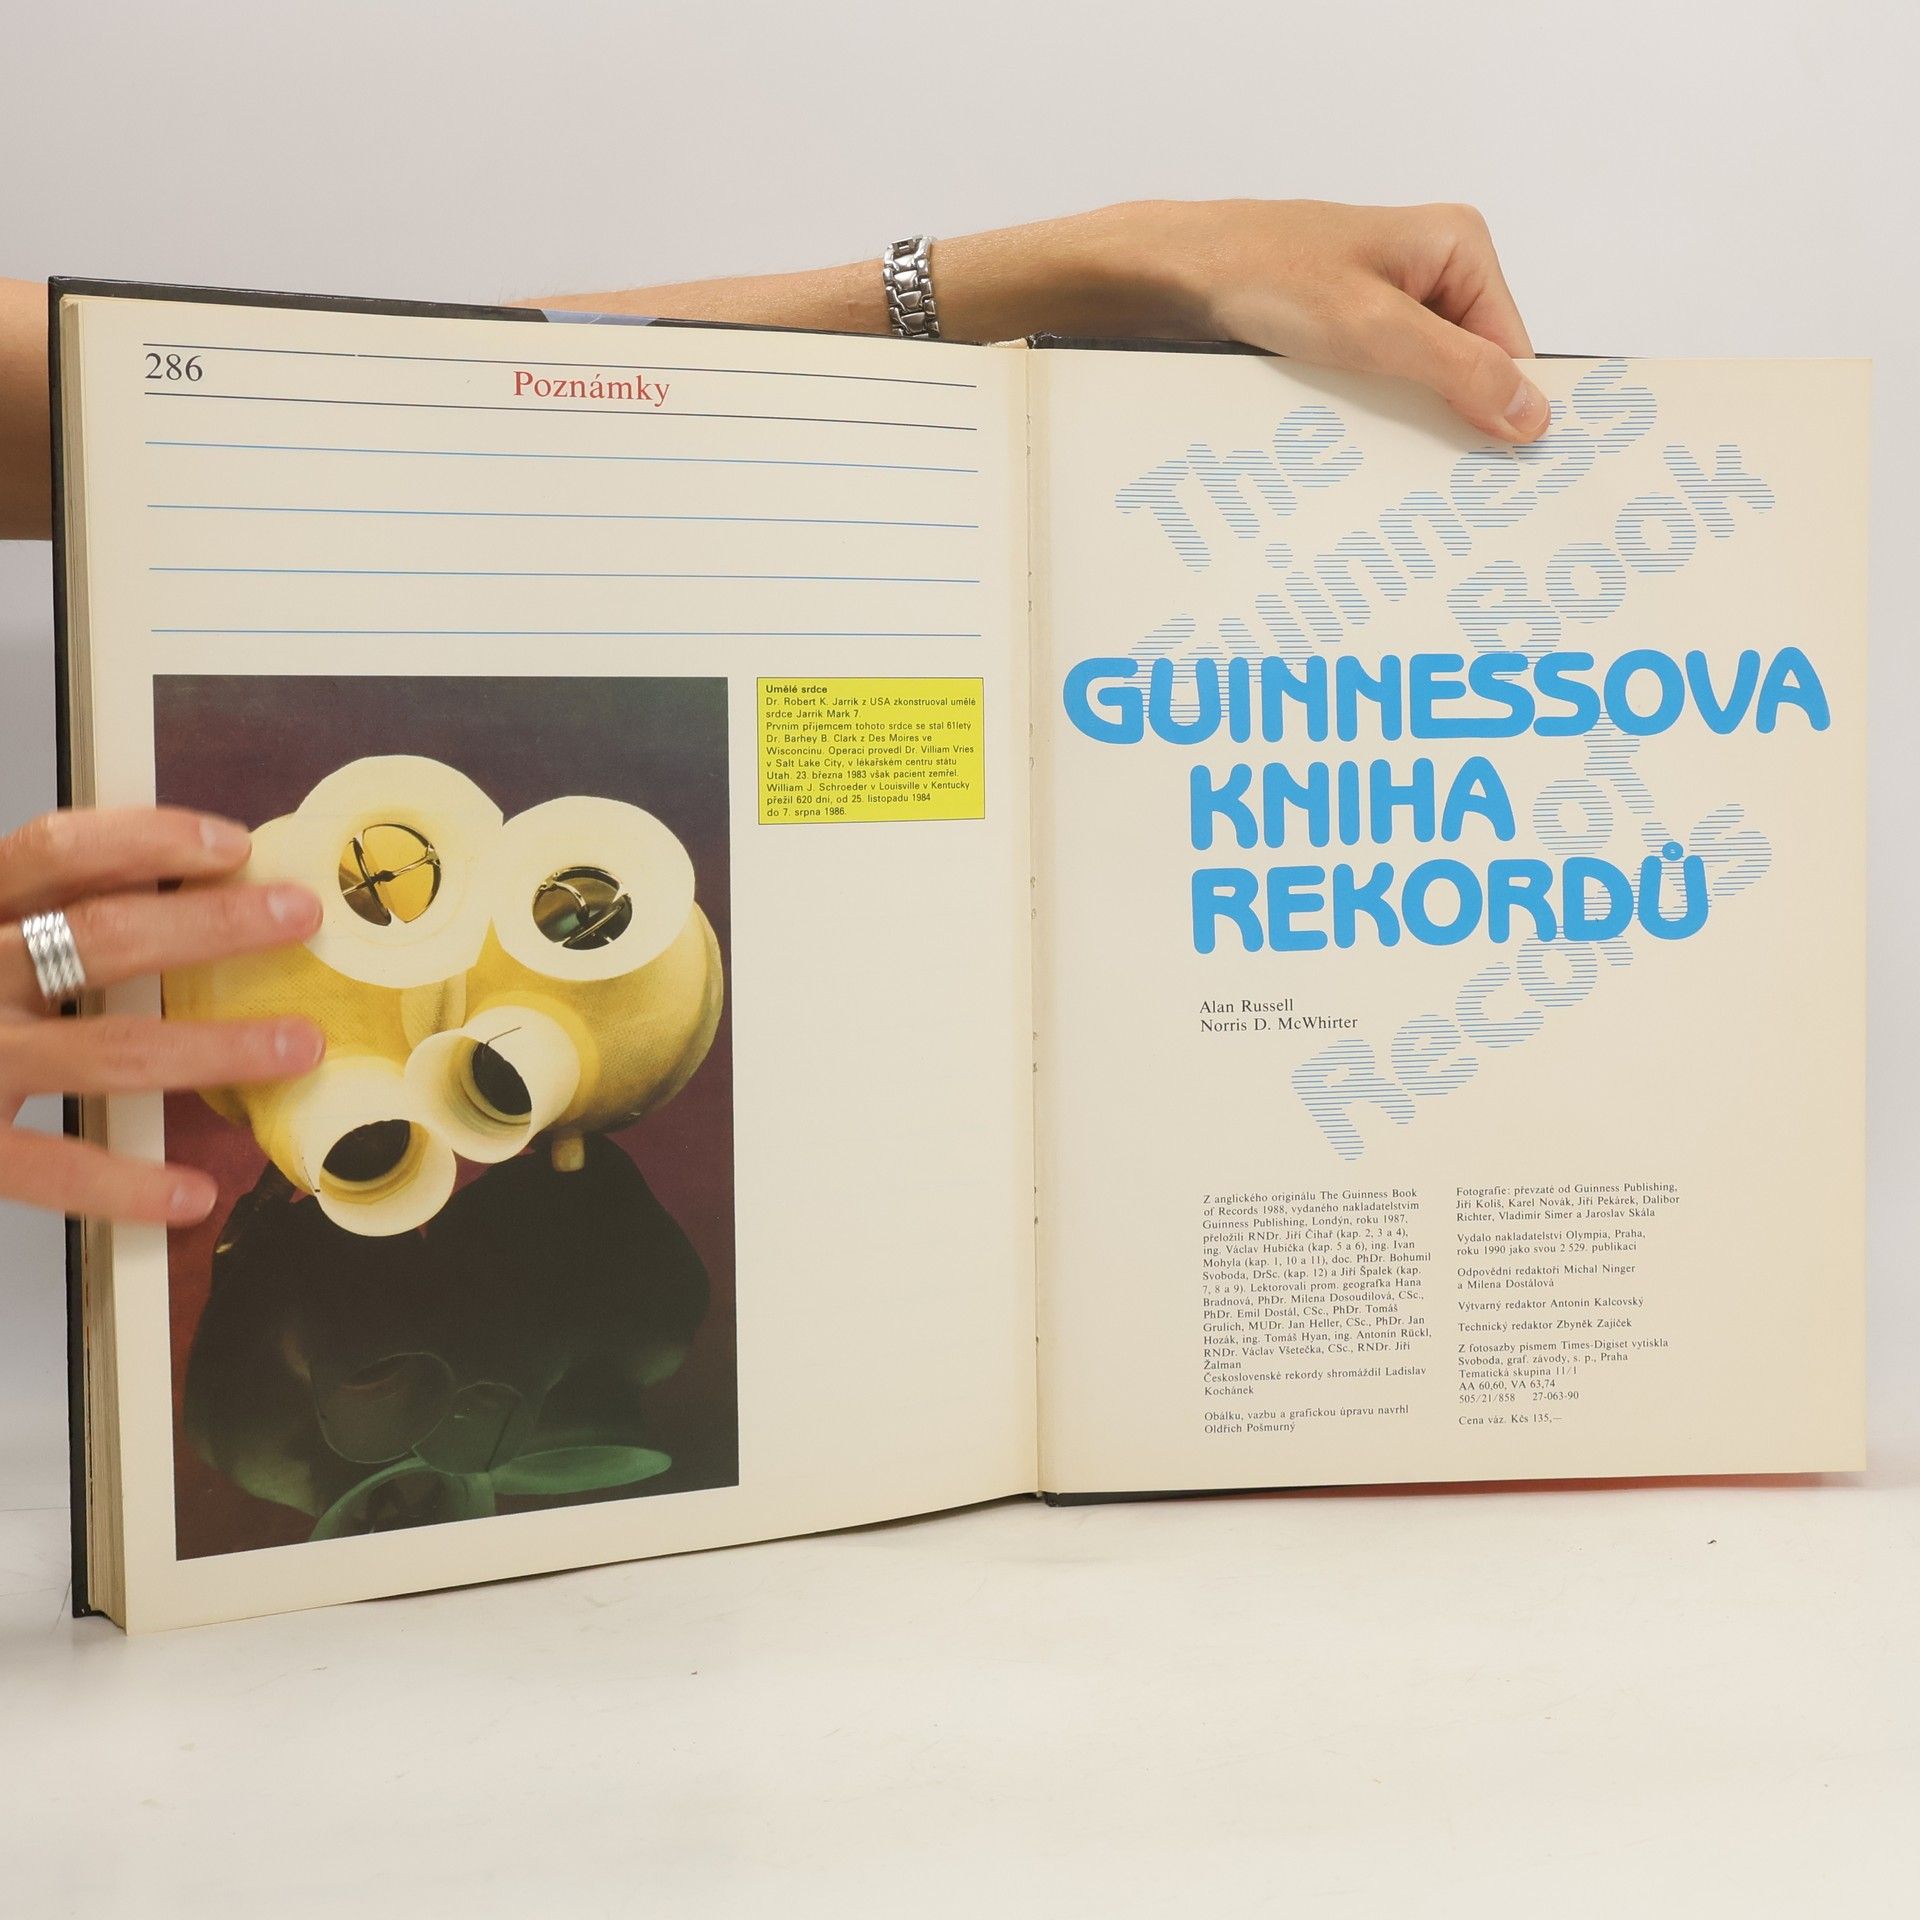 286
Poznámky
Umělé srdce
Dr. Robert K. Jarrik z USA zkonstruoval umělé
srdce Jarrik Mark 7.
Prvním příjemcem tohoto srdce se stal 61letý
Dr. Barhey B. Clark z Des Moires ve
Wisconcinu. Operaci provedl Dr. Villiam Vries
v Salt Lake City, v lékařském centru státu
Utah. 23. března 1983 však pacient zemřel.
William J. Schroeder v Louisville v Kentucky
přežil 620 dní, od 25. listopadu 1984
do 7. srpna 1986.
The
Guinness
Book
of
Records
GUINNESSOVA
KNIHA
REKORDŮ
Alan Russell
Norris D. McWhirter
Z anglického originálu The Guinness Book
of Records 1988, vydaného nakladatelstvím
Guinness Publishing, Londýn, roku 1987,
přeložili RNDr. Jiří Čihař (kap. 2, 3 a 4),
ing. Václav Hubička (kap. 5 a 6), ing. Ivan
Mohyla (kap. 1, 10 a 11), doc. PhDr. Bohumil
Svoboda, DrSc. (kap. 12) a Jiří Špalek (kap.
7, 8 a 9). Lektorovali prom. geografka Hana
Bradnová, PhDr. Milena Dosoudilová, CSc.,
PhDr. Emil Dostál, CSc., PhDr. Tomáš
Grulich, MUDr. Jan Heller, CSc., PhDr. Jan
Hozák, ing. Tomáš Hyan, ing. Antonín Rückl,
RNDr. Václav Všetečka, CSc., RNDr. Jiří
Žalman
Československé rekordy shromáždil Ladislav
Kochánek
Obálku, vazbu a grafickou úpravu navrhl
Oldřich Pošmurný
Fotografie: převzaté od Guinness Publishing,
Jiří Koliš, Karel Novák, Jiří Pekárek, Dalibor
Richter, Vladimír Šimer a Jaroslav Skála
Vydalo nakladatelství Olympia, Praha,
roku 1990 jako svou 2 529. publikaci
Odpovědní redaktoři Michal Ninger
a Milena Dostálová
Výtvarný redaktor Antonín Kalcovský
Technický redaktor Zbyněk Zajíček
Z fotosazby písmem Times-Digiset vytiskla
Svoboda, graf. závody, s. p., Praha
Tematická skupina 11/1
AA 60,60, VA 63,74
505/21/858 27-063-90
Cena váz. Kčs 135,—